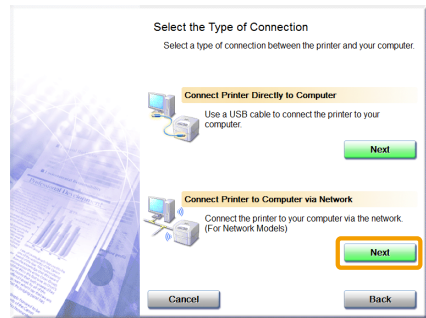 Select the Type of Connection
Select a type of connection between the printer and your computer.
Connect Printer Directly to Computer
Use a USB cable to connect the printer to your
computer.
Next
Connect Printer to Computer via Network
Connect the printer to your computer via the network.
(For Network Models)
Next
Cancel
Back